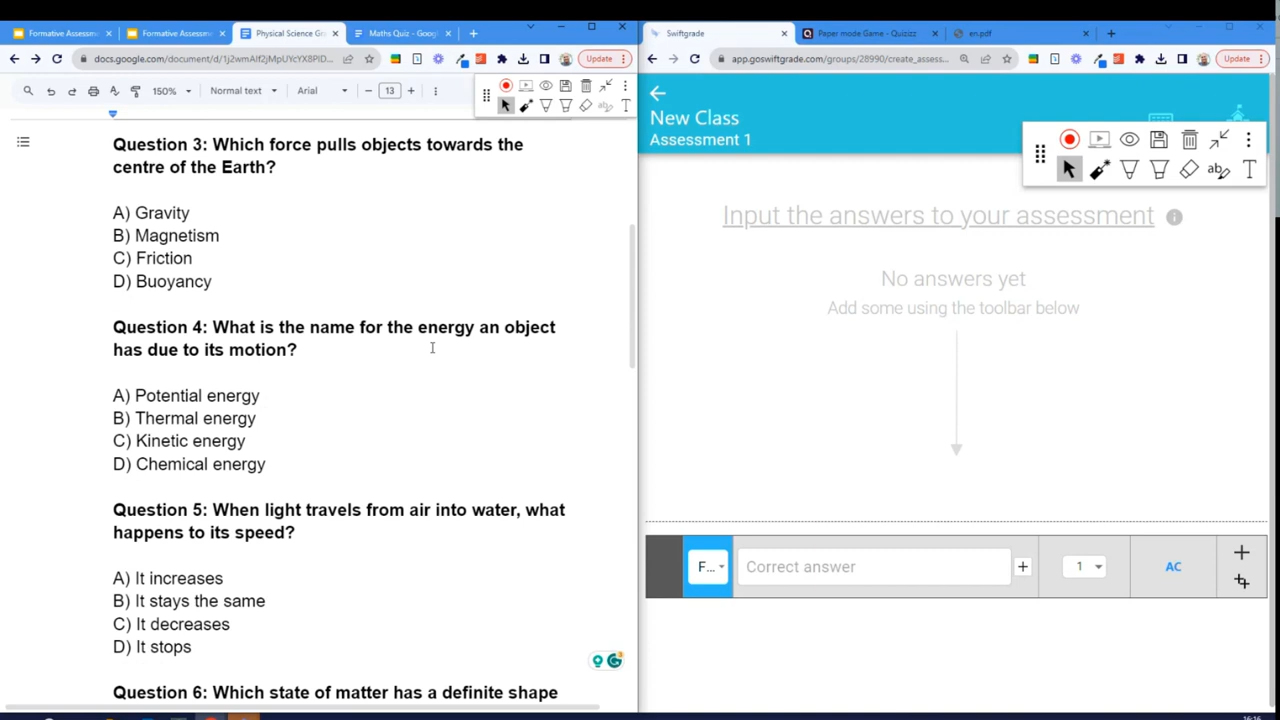 Formative Assessm
Formative Assessme
Physical Science Gr
Maths Quiz - Googl
docs.google.com/document/d/1j2wmAlf2jMpUYcYX8PlD...
Update
150%
Normal text
Arial
13
Question 3: Which force pulls objects towards the
centre of the Earth?
A) Gravity
B) Magnetism
C) Friction
D) Buoyancy
Question 4: What is the name for the energy an object
has due to its motion?
A) Potential energy
B) Thermal energy
C) Kinetic energy
D) Chemical energy
Question 5: When light travels from air into water, what
happens to its speed?
A) It increases
B) It stays the same
C) It decreases
D) It stops
Question 6: Which state of matter has a definite shape
Swiftgrade
Paper mode Game - Quizizz
en.pdf
app.goswiftgrade.com/groups/28990/create_assess...
Update
New Class
Assessment 1
Input the answers to your assessment
No answers yet
Add some using the toolbar below
F...
Correct answer
1
AC
16:16